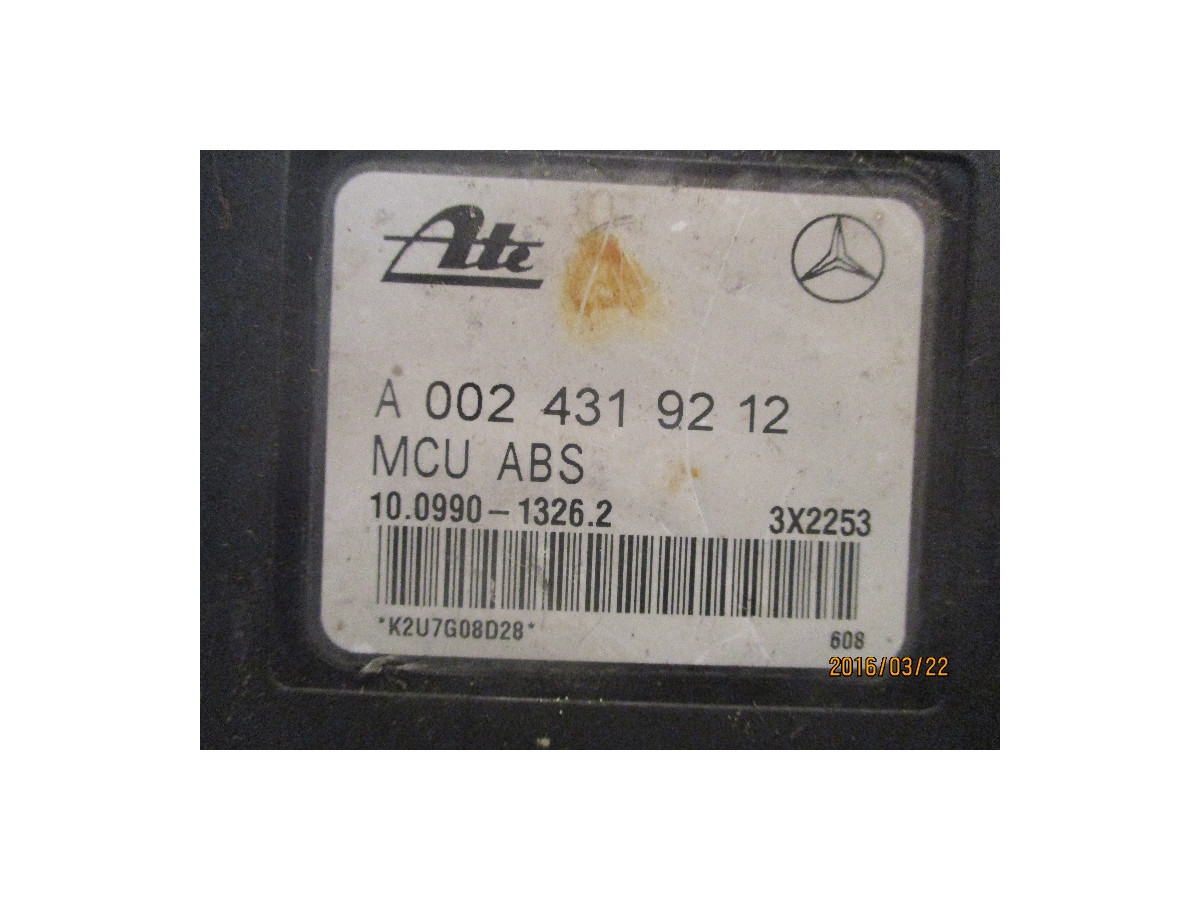 Ate
A 002 431 92 12
MCU ABS
10.0990-1326.2 3X2253
*K2U7G08D28* 608
2016/03/22